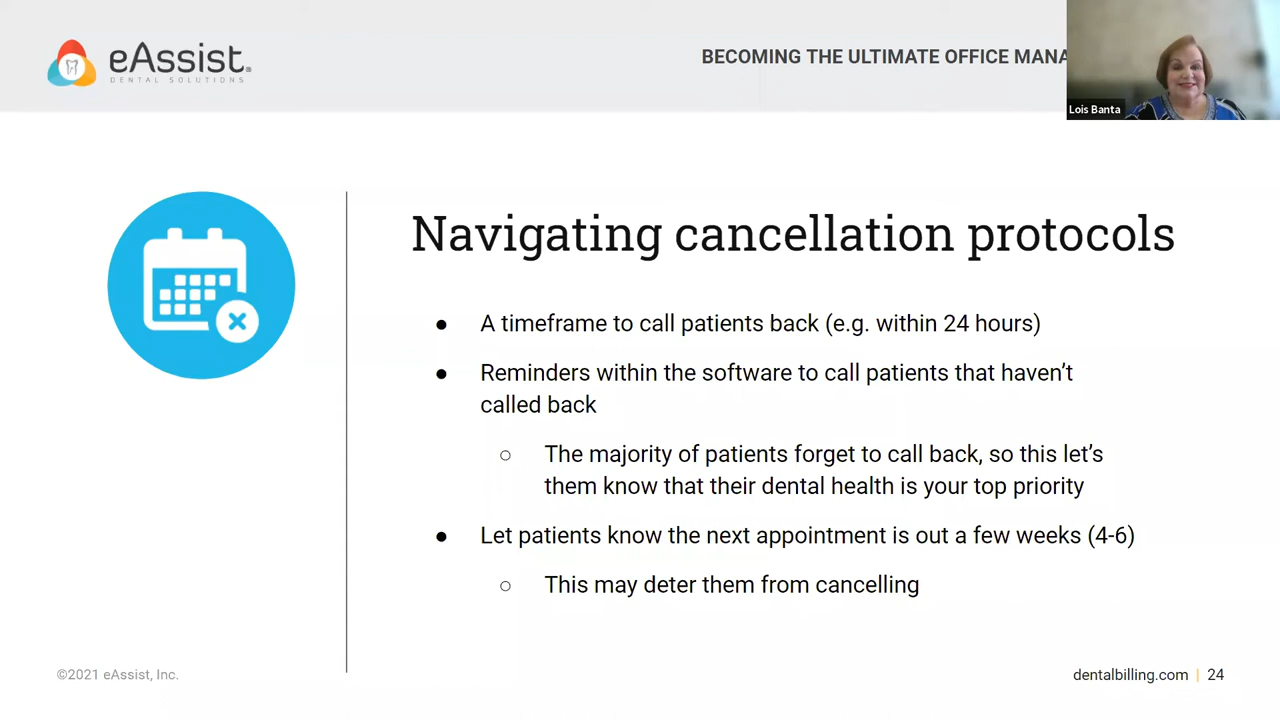 eAssist
DENTAL SOLUTIONS
BECOMING THE ULTIMATE OFFICE MANA
Lois Banta
Navigating cancellation protocols
● A timeframe to call patients back (e.g. within 24 hours)
● Reminders within the software to call patients that haven’t
called back
○ The majority of patients forget to call back, so this let’s
them know that their dental health is your top priority
● Let patients know the next appointment is out a few weeks (4-6)
○ This may deter them from cancelling
©2021 eAssist, Inc.
dentalbilling.com | 24